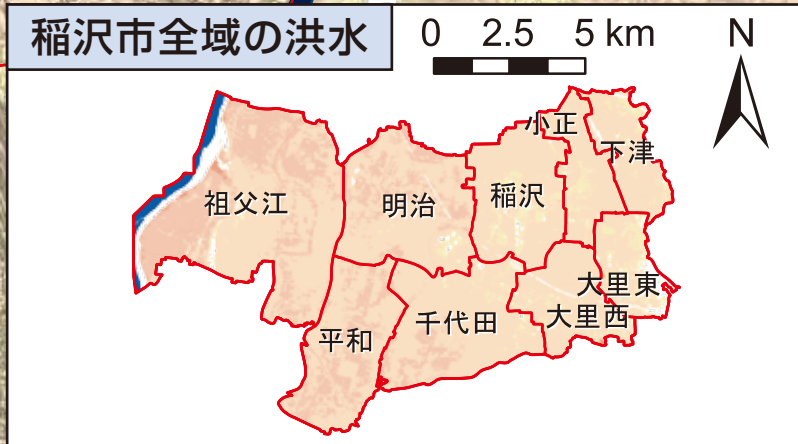 稲沢市全域の洪水
0 2.5 5 km
N
小正
下津
祖父江
明治
稲沢
大里東
大里西
千代田
平和